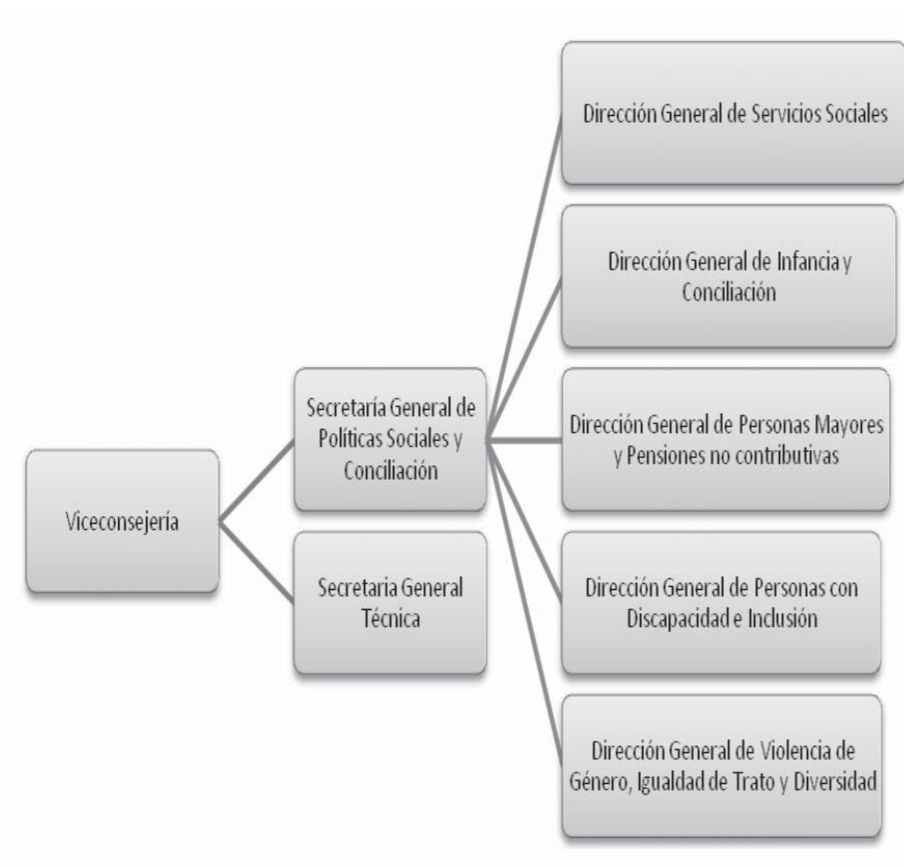 Viceconsejería
Secretaría General de
Políticas Sociales y
Conciliación
Secretaria General
Técnica
Dirección General de Servicios Sociales
Dirección General de Infancia y
Conciliación
Dirección General de Personas Mayores
y Pensiones no contributivas
Dirección General de Personas con
Discapacidad e Inclusión
Dirección General de Violencia de
Género, Igualdad de Trato y Diversidad